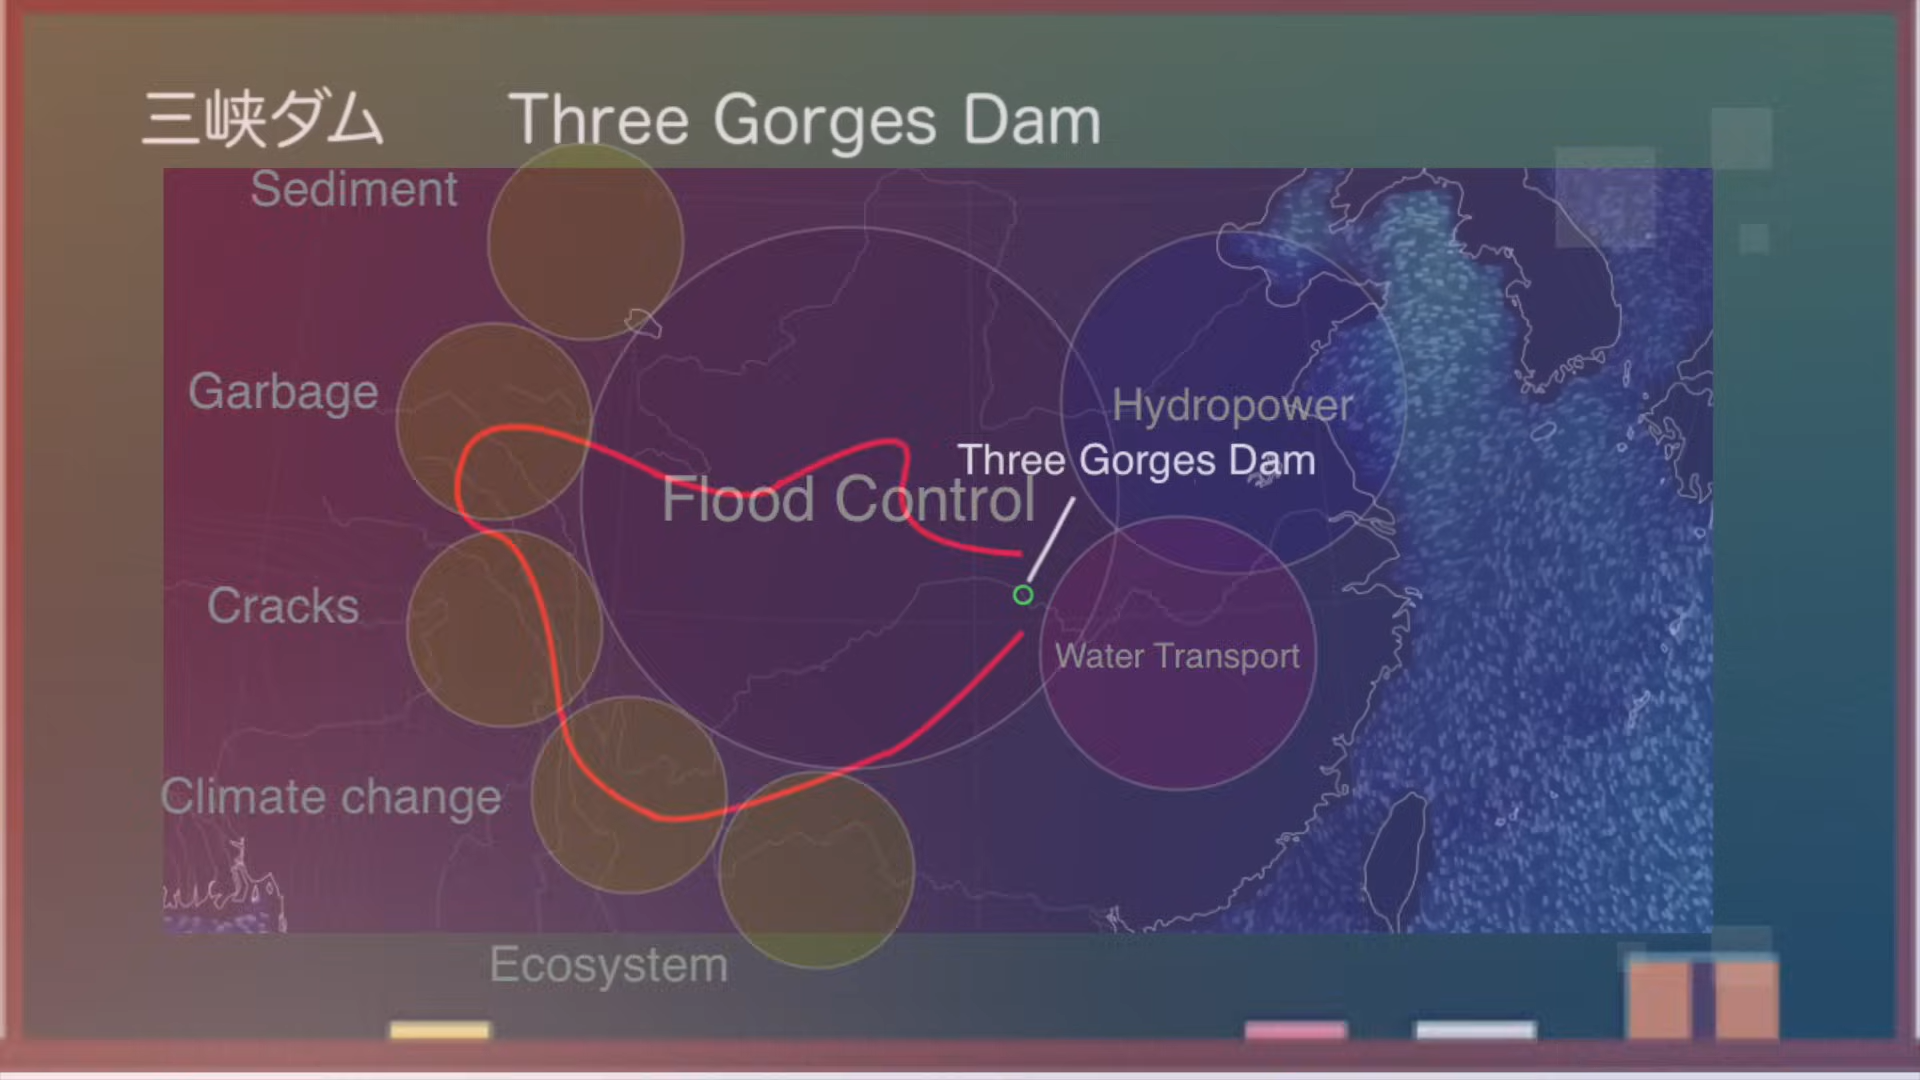 三峡ダム Three Gorges Dam
Sediment
Garbage
Hydropower
Three Gorges Dam
Flood Control
Cracks
Water Transport
Climate change
Ecosystem